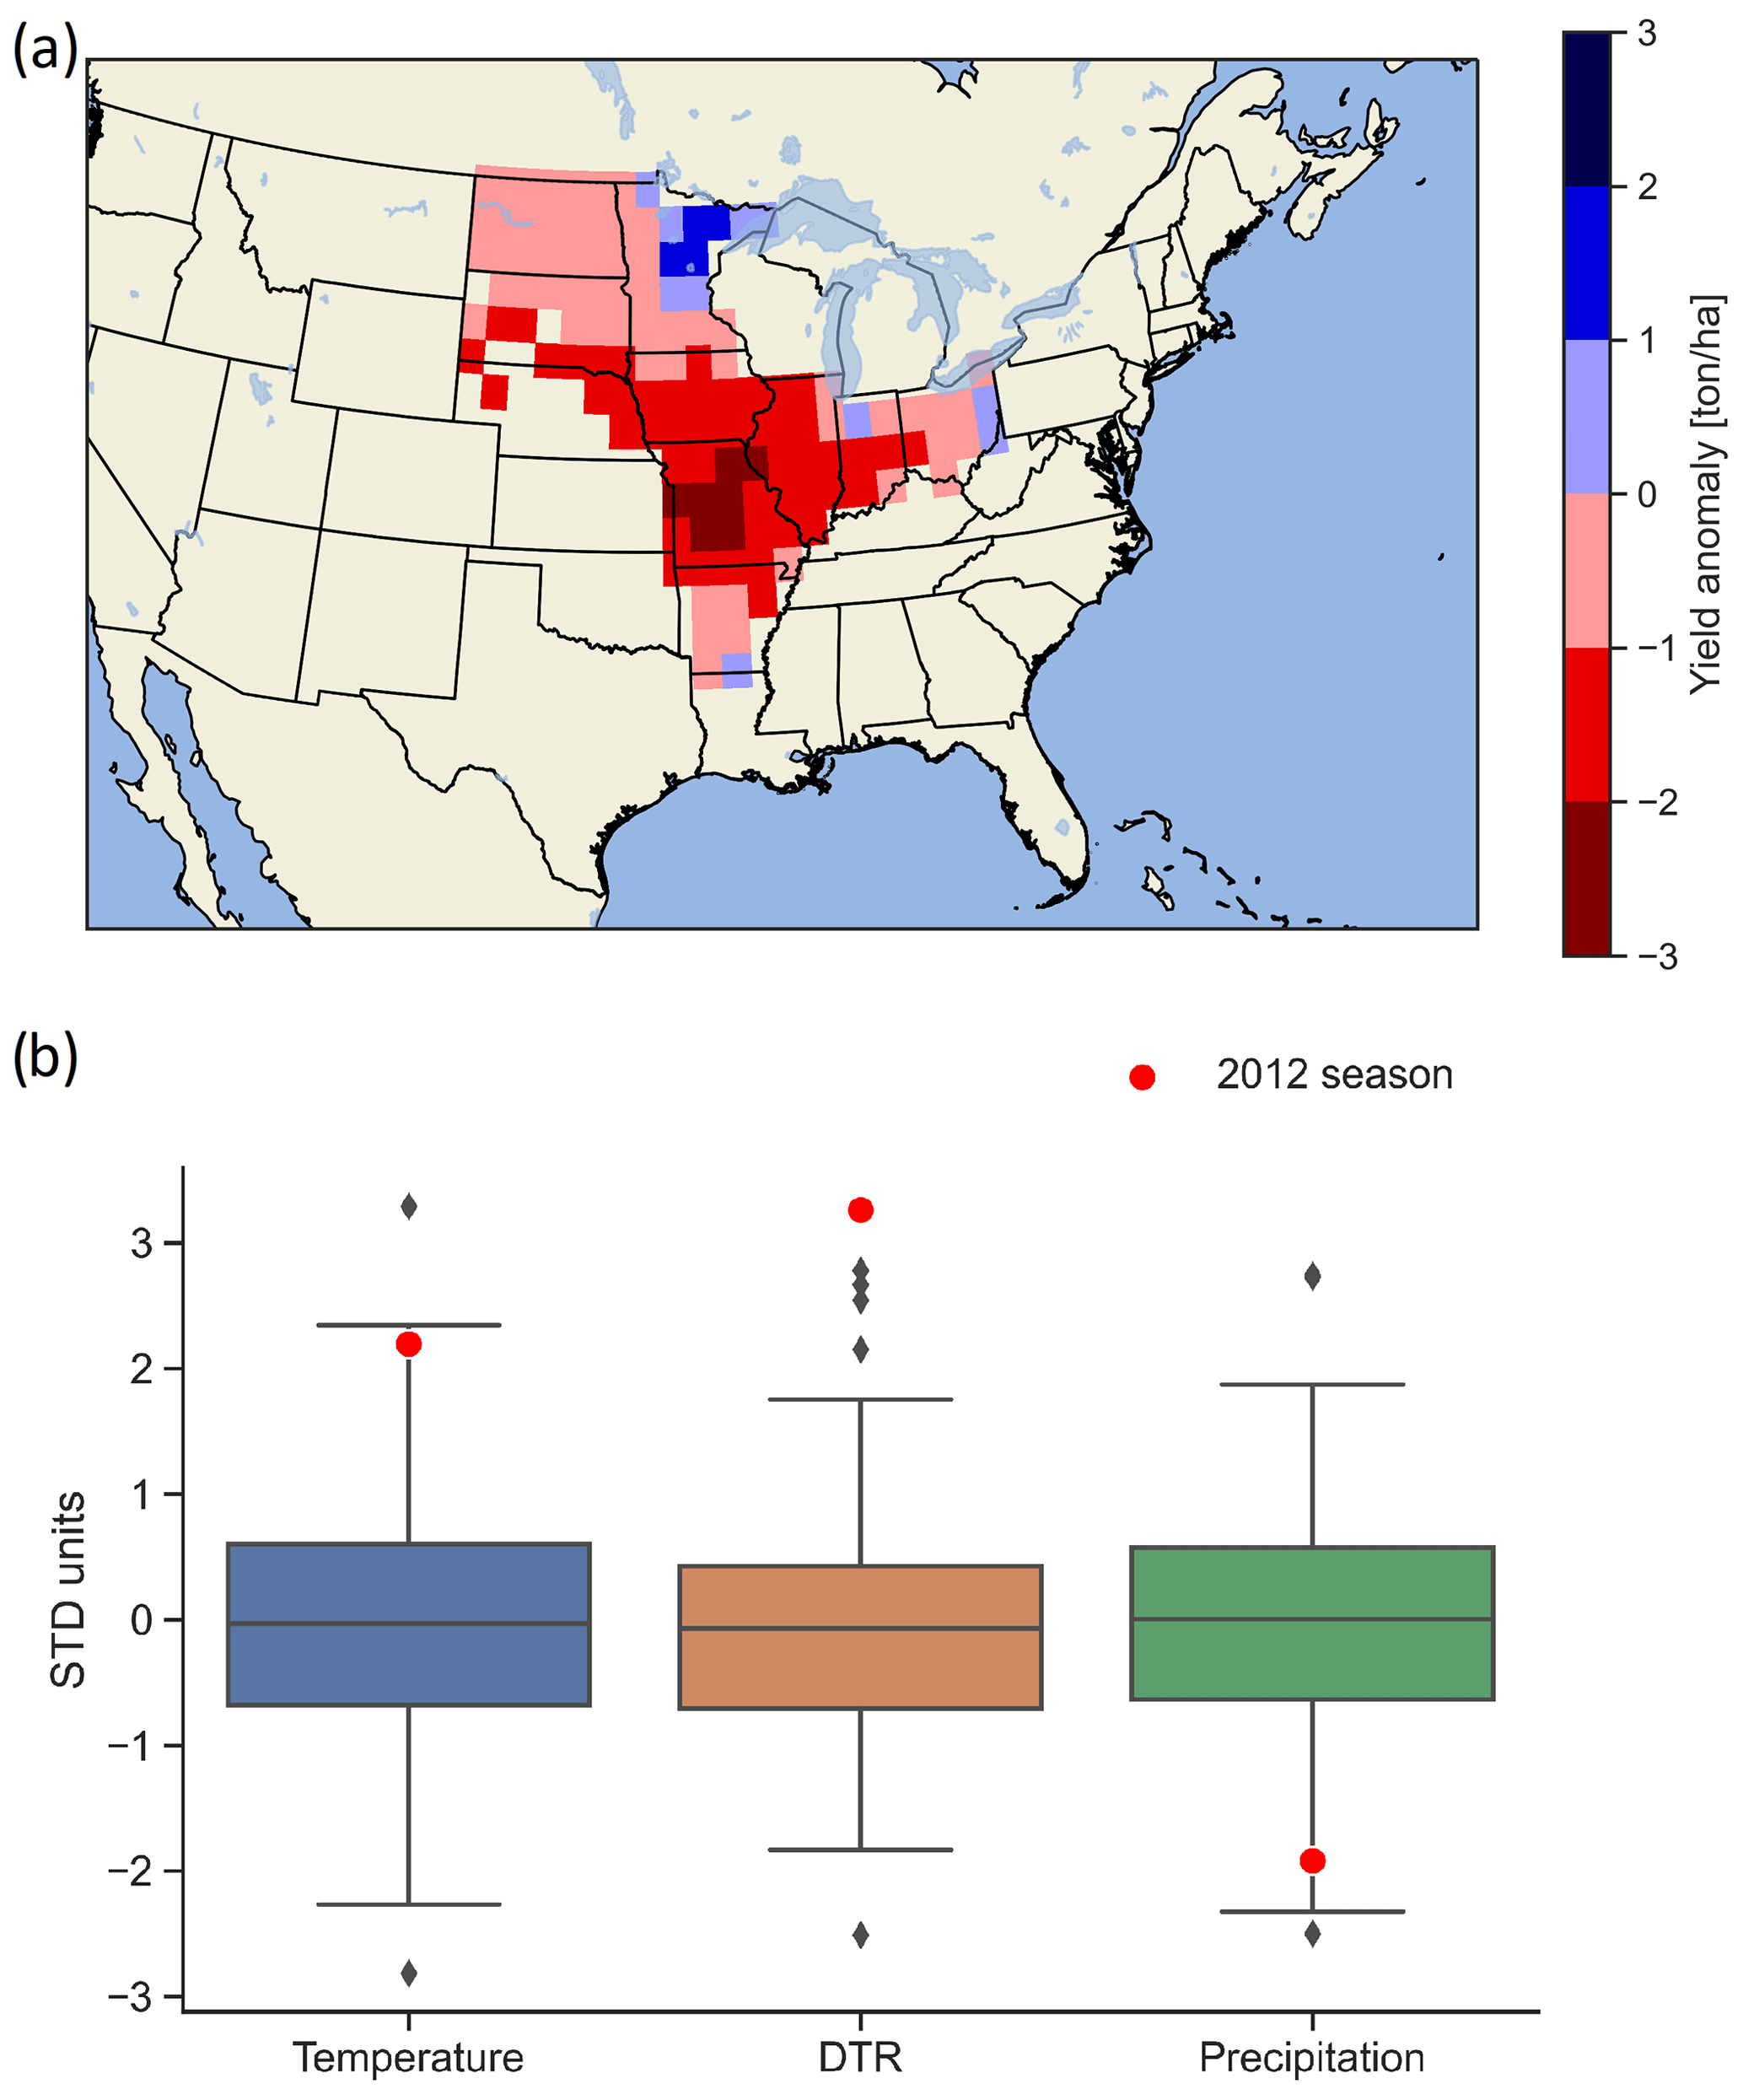 (a)
3
2
1
0
−1
−2
−3
Yield anomaly [ton/ha]
(b)
2012 season
3
2
1
0
−1
−2
−3
STD units
Temperature
DTR
Precipitation